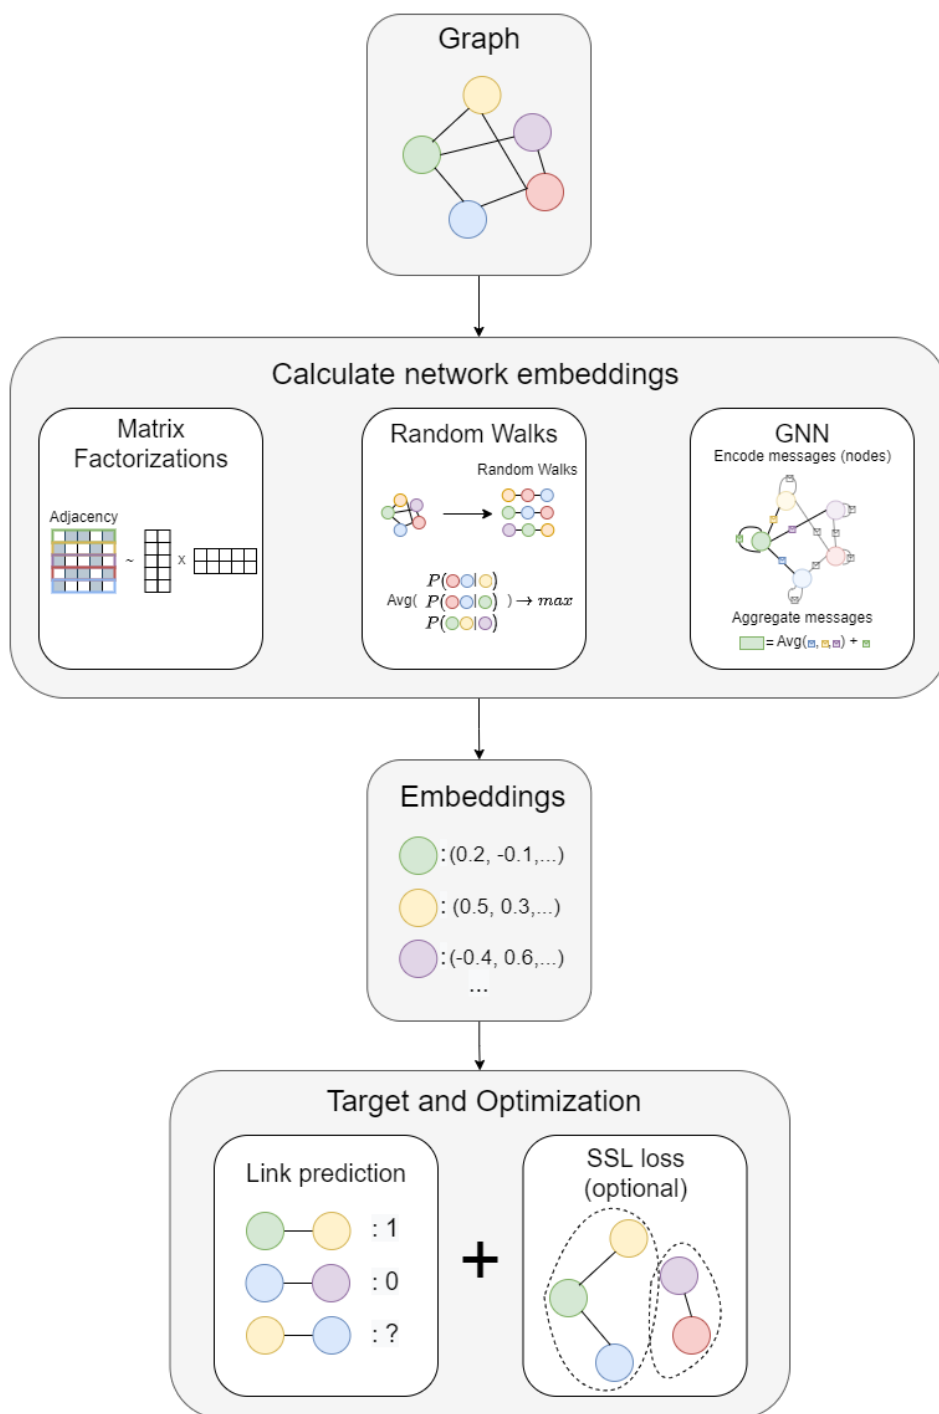 Graph
Calculate network embeddings
Matrix
Factorizations
Adjacency
~ x
Random Walks
Random Walks
P(|)
Avg( P(|) ) → max
P(|)
GNN
Encode messages (nodes)
Aggregate messages
= Avg(, ,) +
Embeddings
: (0.2, -0.1,...)
: (0.5, 0.3,...)
: (-0.4, 0.6,...)
...
Target and Optimization
Link prediction
: 1
: 0
: ?
+
SSL loss
(optional)